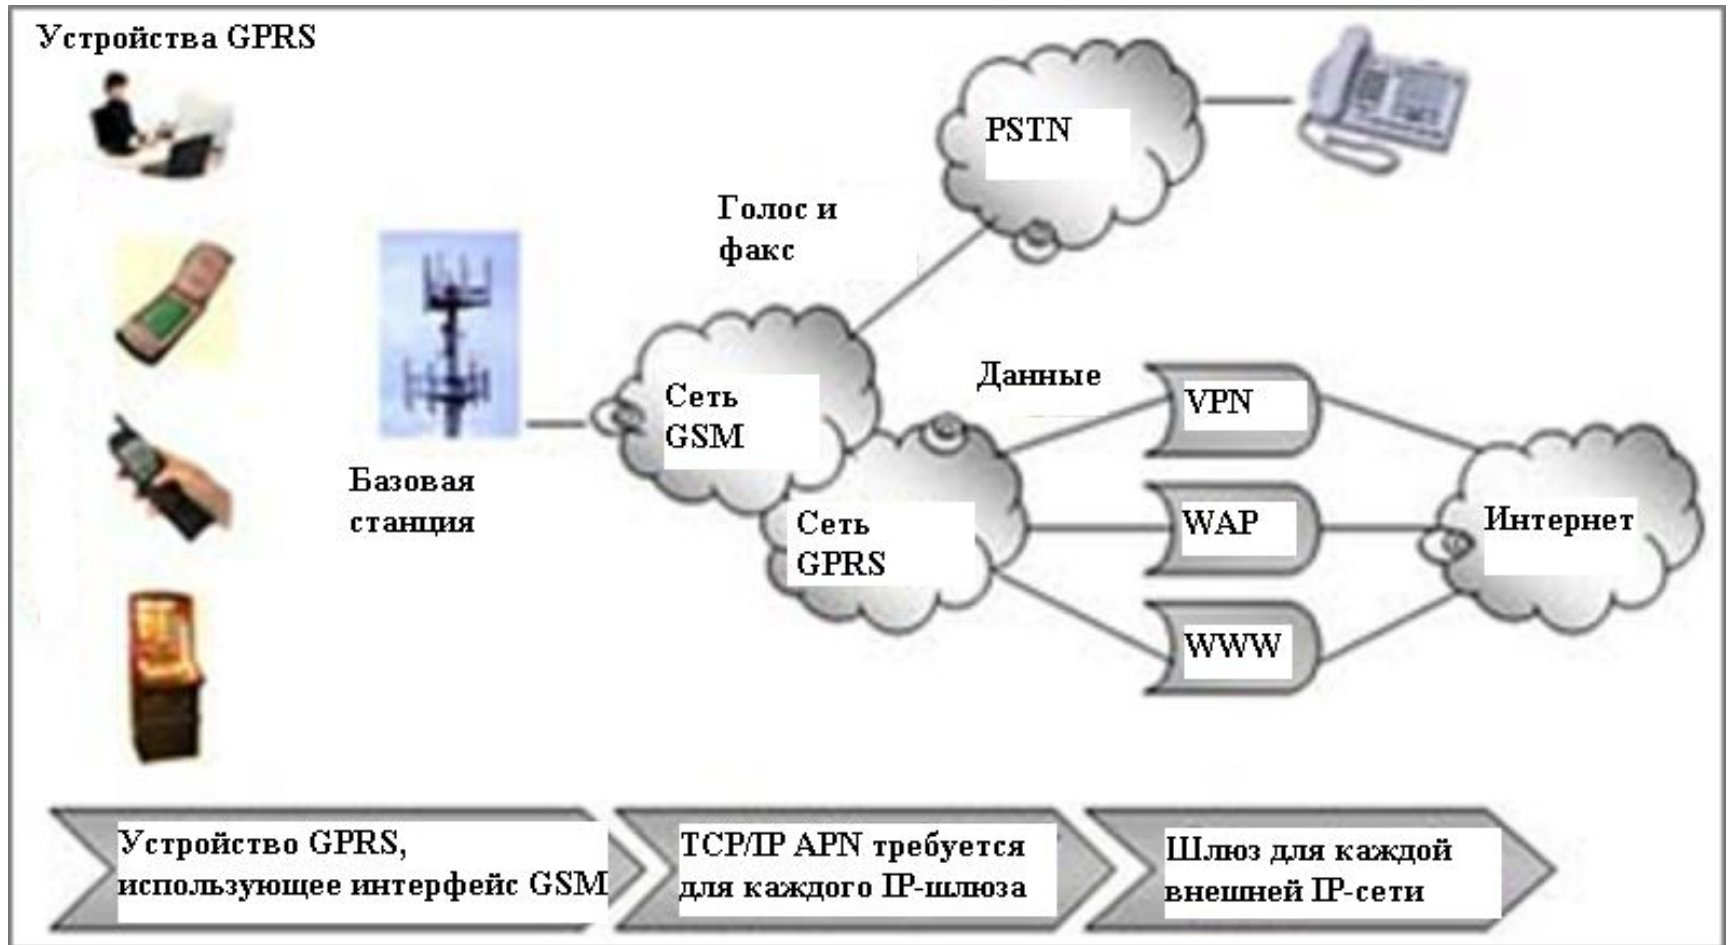 Устройства GPRS
PSTN
Голос и
факс
Данные
Сеть
GSM
VPN
Базовая
станция
Сеть
GPRS
WAP
Интернет
WWW
Устройство GPRS,
использующее интерфейс GSM
TCP/IP APN требуется
для каждого IP-шлюза
Шлюз для каждой
внешней IP-сети